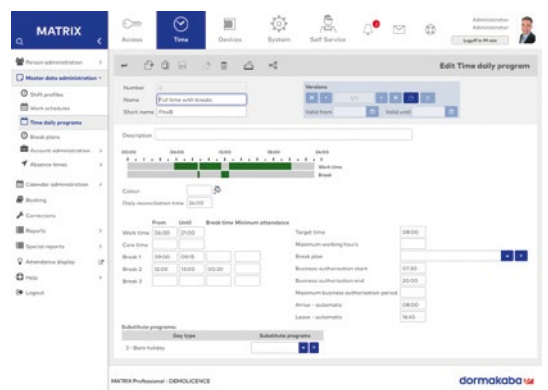 MATRIX
Access
Time
Devices
System
Self Service
Administrator
Administrator
Logoff in 99 min
Person administration
Master data administration
Shift profiles
Work schedules
Time daily programs
Break plans
Account administration
Absence times
Calendar administration
Booking
Corrections
Reports
Special reports
Attendance display
Help
Logout
Edit Time daily program
Number
Name Full time with breaks
Short name
Versions
1/1
Valid from Valid until
Description
00:00 06:00 12:00 18:00 24:00
Work time
Break
Colour
Daily reconciliation time 24:00
From Until Break time Minimum attendance
Work time 06:00 21:00
Core time
Break 1 09:00 09:15
Break 2 12:00 13:00 00:30
Break 3
Target time 08:00
Maximum working hours
Break plan
Business authorisation start 07:30
Business authorisation end 20:00
Maximum business authorisation period
Arrive - automatic 08:00
Leave - automatic 16:45
Substitute programs:
Day type Substitute programs
3 - Bank holiday
MATRIX Professional - DEMOLICENCE
dormakaba